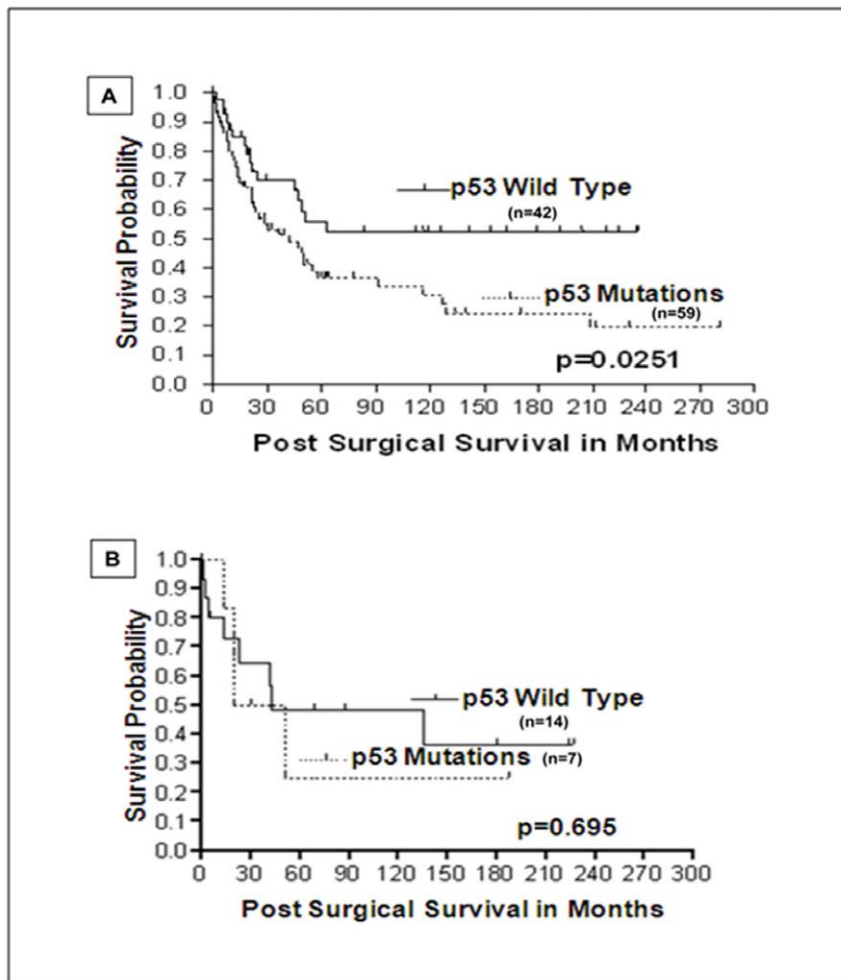 A
Survival Probability
1.0
0.9
0.8
0.7
0.6
0.5
0.4
0.3
0.2
0.1
0.0
p53 Wild Type
(n=42)
p53 Mutations
(n=59)
p=0.0251
0 30 60 90 120 150 180 210 240 270 300
Post Surgical Survival in Months
B
Survival Probability
1.0
0.9
0.8
0.7
0.6
0.5
0.4
0.3
0.2
0.1
0.0
p53 Wild Type
(n=14)
p53 Mutations (n=7)
p=0.695
0 30 60 90 120 150 180 210 240 270 300
Post Surgical Survival in Months